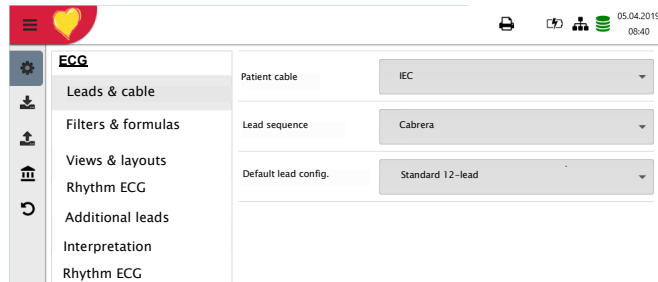 05.04.2019
08:40
ECG
Leads & cable
Filters & formulas
Views & layouts
Rhythm ECG
Additional leads
Interpretation
Rhythm ECG
Patient cable
IEC
Lead sequence
Cabrera
Default lead config.
Standard 12-lead